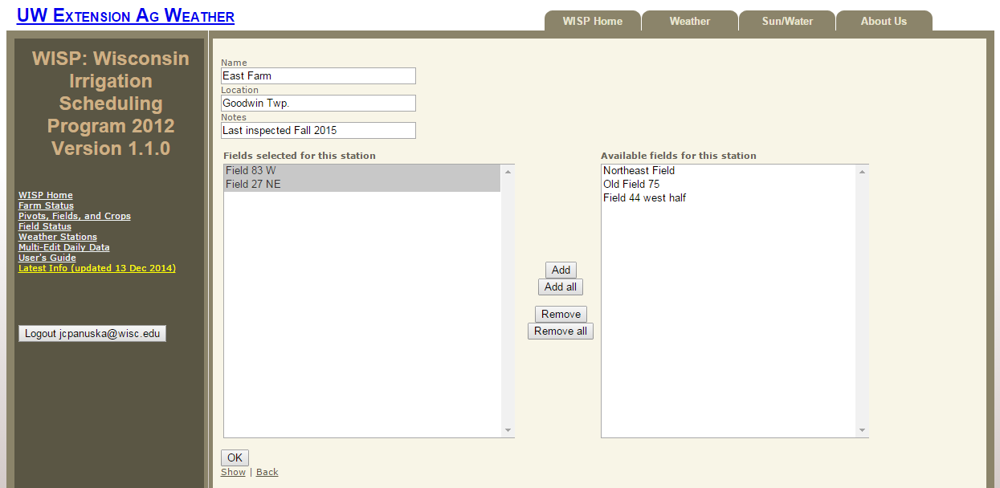 UW Extension Ag Weather
WISP Home
Weather
Sun/Water
About Us
WISP: Wisconsin
Irrigation
Scheduling
Program 2012
Version 1.1.0
WISP Home
Farm Status
Pivots, Fields, and Crops
Field Status
Weather Stations
Multi-Edit Daily Data
User's Guide
Latest Info (updated 13 Dec 2014)
Logout jcpanuska@wisc.edu
Name
East Farm
Location
Goodwin Twp.
Notes
Last inspected Fall 2015
Fields selected for this station
Field 83 W
Field 27 NE
Add
Add all
Remove
Remove all
Available fields for this station
Northeast Field
Old Field 75
Field 44 west half
OK
Show | Back